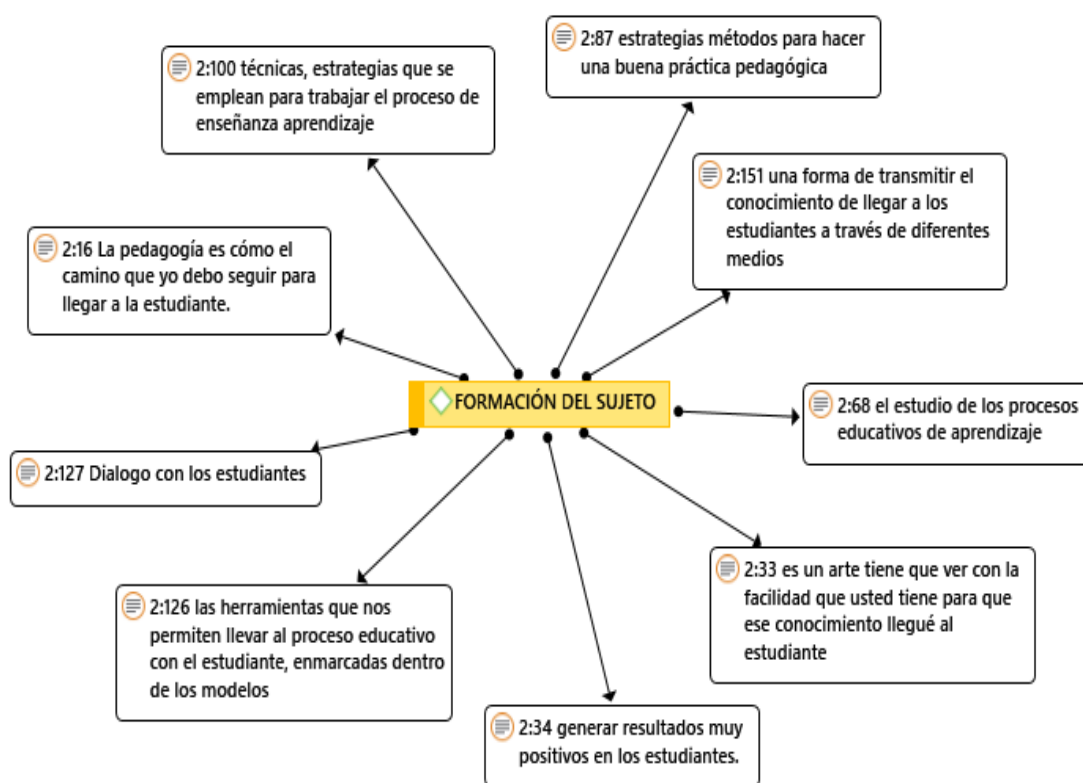 2:87 estrategias métodos para hacer
una buena práctica pedagógica
2:100 técnicas, estrategias que se
emplean para trabajar el proceso de
enseñanza aprendizaje
2:151 una forma de transmitir el
conocimiento de llegar a los
estudiantes a través de diferentes
medios
2:16 La pedagogía es cómo el
camino que yo debo seguir para
llegar a la estudiante.
FORMACIÓN DEL SUJETO
2:68 el estudio de los procesos
educativos de aprendizaje
2:127 Dialogo con los estudiantes
2:33 es un arte tiene que ver con la
facilidad que usted tiene para que
ese conocimiento llegué al
estudiante
2:126 las herramientas que nos
permiten llevar al proceso educativo
con el estudiante, enmarcadas dentro
de los modelos
2:34 generar resultados muy
positivos en los estudiantes.